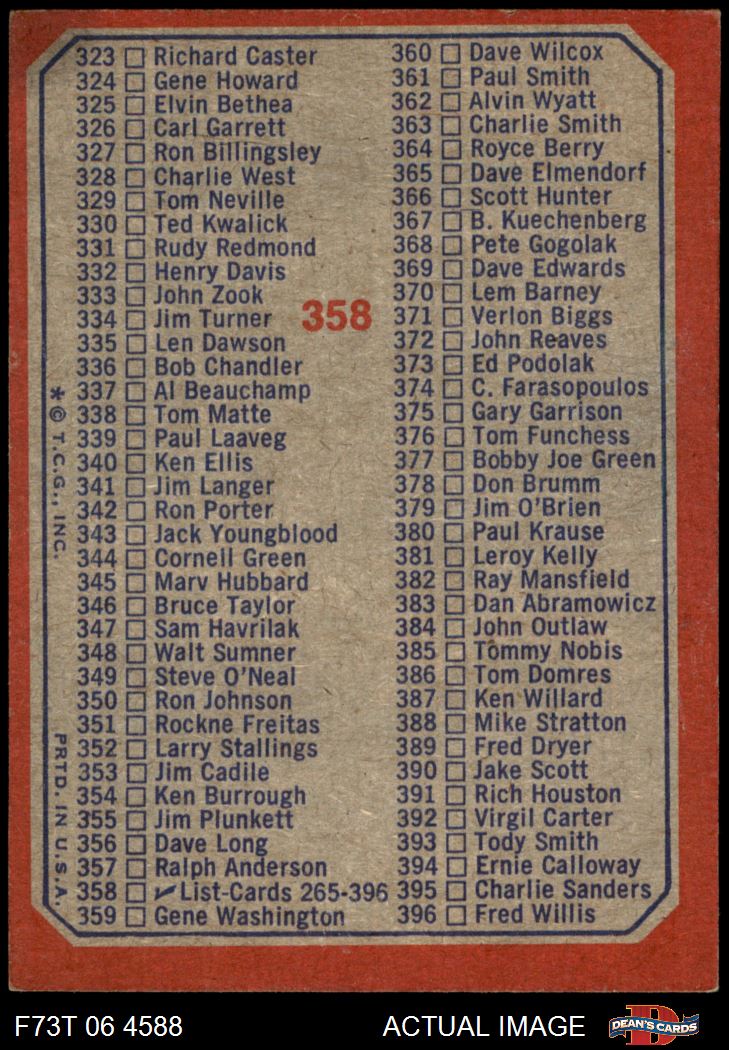 323 Richard Caster
324 Gene Howard
325 Elvin Bethea
326 Carl Garrett
327 Ron Billingsley
328 Charlie West
329 Tom Neville
330 Ted Kwalick
331 Rudy Redmond
332 Henry Davis
333 John Zook
334 Jim Turner
335 Len Dawson
336 Bob Chandler
337 Al Beauchamp
338 Tom Matte
339 Paul Laaveg
340 Ken Ellis
341 Jim Langer
342 Ron Porter
343 Jack Youngblood
344 Cornell Green
345 Marv Hubbard
346 Bruce Taylor
347 Sam Havrilak
348 Walt Sumner
349 Steve O'Neal
350 Ron Johnson
351 Rockne Freitas
352 Larry Stallings
353 Jim Cadile
354 Ken Burrough
355 Jim Plunkett
356 Dave Long
357 Ralph Anderson
358 ✓List-Cards 265-396
359 Gene Washington
358
360 Dave Wilcox
361 Paul Smith
362 Alvin Wyatt
363 Charlie Smith
364 Royce Berry
365 Dave Elmendorf
366 Scott Hunter
367 B. Kuechenberg
368 Pete Gogolak
369 Dave Edwards
370 Lem Barney
371 Verlon Biggs
372 John Reaves
373 Ed Podolak
374 C. Farasopoulos
375 Gary Garrison
376 Tom Funchess
377 Bobby Joe Green
378 Don Brumm
379 Jim O'Brien
380 Paul Krause
381 Leroy Kelly
382 Ray Mansfield
383 Dan Abramowicz
384 John Outlaw
385 Tommy Nobis
386 Tom Domres
387 Ken Willard
388 Mike Stratton
389 Fred Dryer
390 Jake Scott
391 Rich Houston
392 Virgil Carter
393 Tody Smith
394 Ernie Calloway
395 Charlie Sanders
396 Fred Willis
* © T.C.G., INC. PRTD. IN U.S.A.
F73T 06 4588
ACTUAL IMAGE
D
DEAN'S CARDS